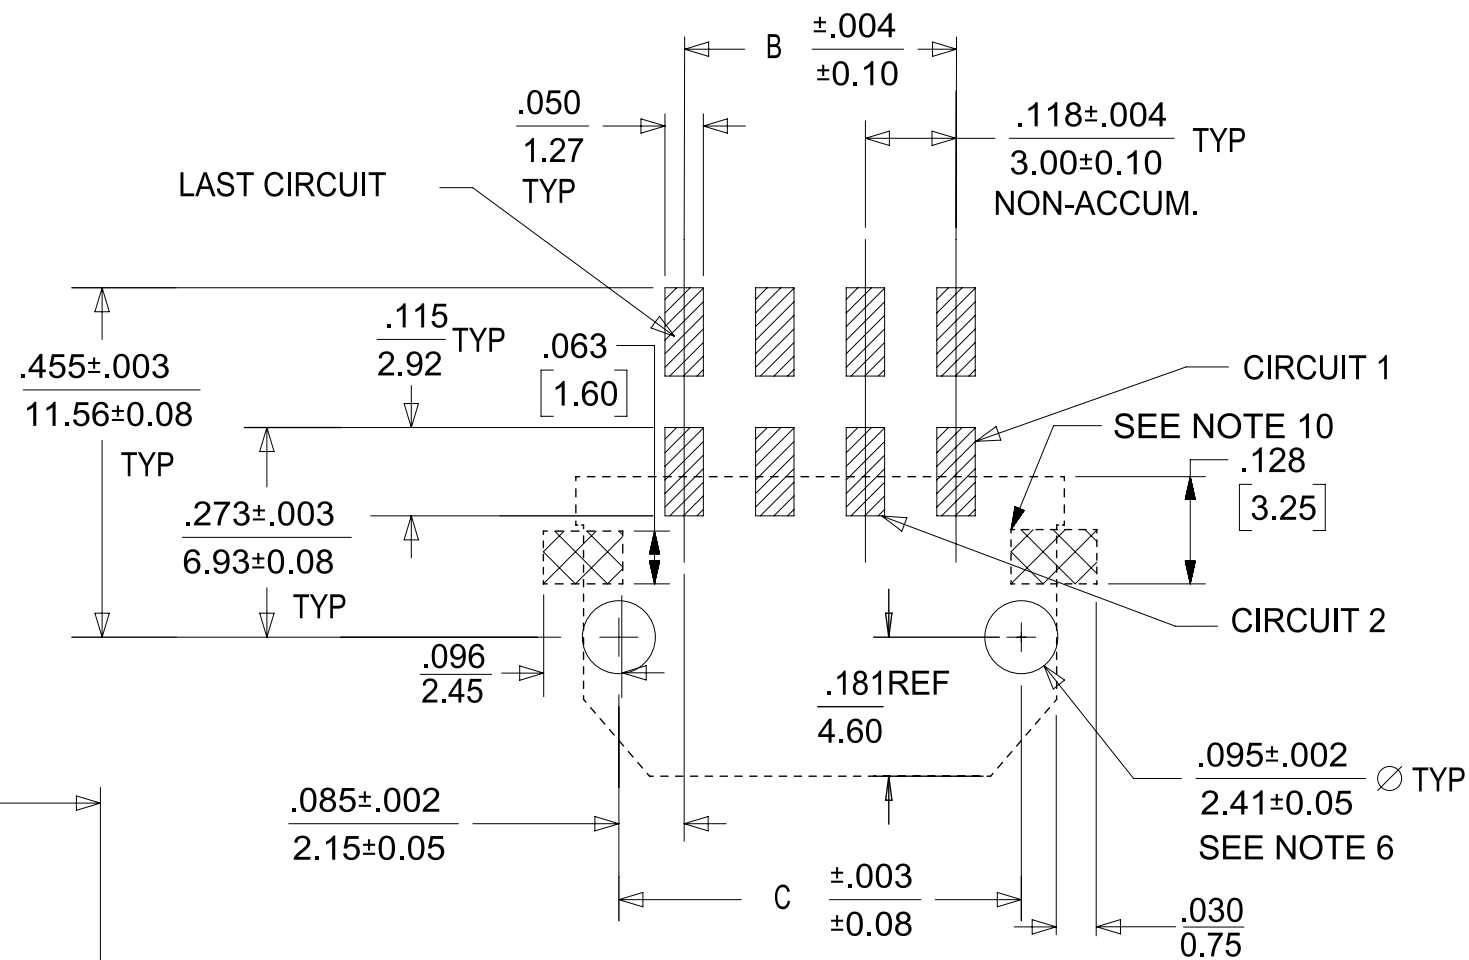 B
±.004
±0.10
.050
1.27
TYP
.118±.004
3.00±0.10
TYP
NON-ACCUM.
LAST CIRCUIT
.455±.003
11.56±0.08
TYP
.115
2.92
TYP
.063
[1.60]
CIRCUIT 1
SEE NOTE 10
.128
[3.25]
.273±.003
6.93±0.08
TYP
CIRCUIT 2
.096
2.45
.181REF
4.60
.095±.002
2.41±0.05
∅ TYP
SEE NOTE 6
.085±.002
2.15±0.05
C
±.003
±0.08
.030
0.75